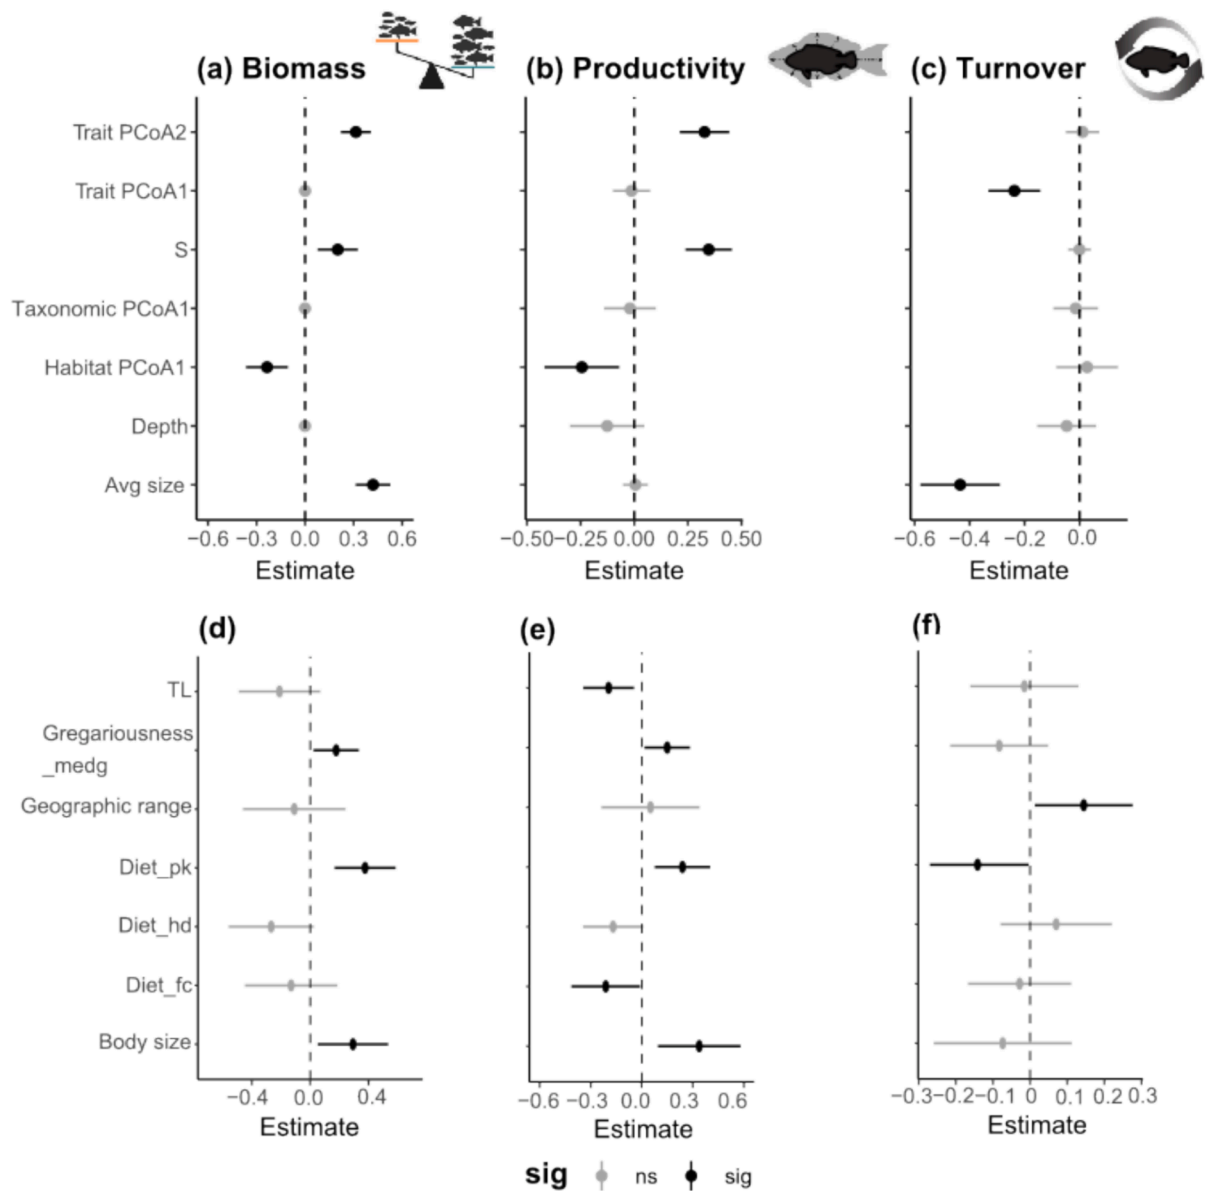 (a) Biomass
(b) Productivity
(c) Turnover
Trait PCoA2
Trait PCoA1
S
Taxonomic PCoA1
Habitat PCoA1
Depth
Avg size
−0.6 −0.3 0.0 0.3 0.6
−0.50 −0.25 0.00 0.25 0.50
−0.6 −0.4 −0.2 0.0
Estimate
Estimate
Estimate
(d)
(e)
(f)
TL
Gregariousness
_medg
Geographic range
Diet_pk
Diet_hd
Diet_fc
Body size
−0.4 0.0 0.4
−0.6 −0.3 0.0 0.3 0.6
−0.3 −0.2 −0.1 0 0.1 0.2 0.3
Estimate
Estimate
Estimate
sig ns sig